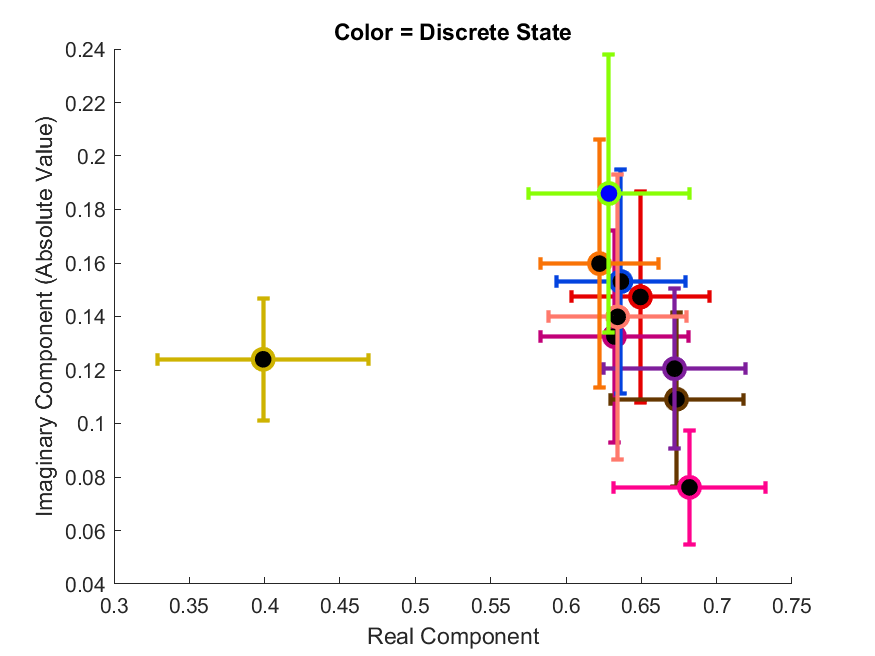 Color = Discrete State
Imaginary Component (Absolute Value)
0.24
0.22
0.2
0.18
0.16
0.14
0.12
0.1
0.08
0.06
0.04
0.3 0.35 0.4 0.45 0.5 0.55 0.6 0.65 0.7 0.75
Real Component